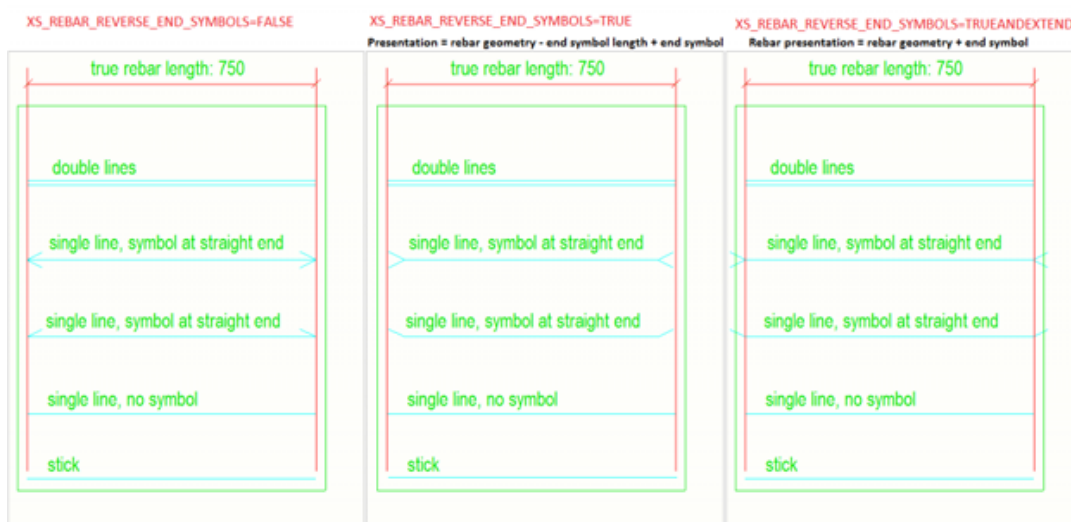 XS_REBAR_REVERSE_END_SYMBOLS=FALSE
true rebar length: 750
double lines
single line, symbol at straight end
single line, symbol at straight end
single line, no symbol
stick
XS_REBAR_REVERSE_END_SYMBOLS=TRUE
Presentation = rebar geometry - end symbol length + end symbol
true rebar length: 750
double lines
single line, symbol at straight end
single line, symbol at straight end
single line, no symbol
stick
XS_REBAR_REVERSE_END_SYMBOLS=TRUEANDEXTEND
Rebar presentation = rebar geometry + end symbol
true rebar length: 750
double lines
single line, symbol at straight end
single line, symbol at straight end
single line, no symbol
stick